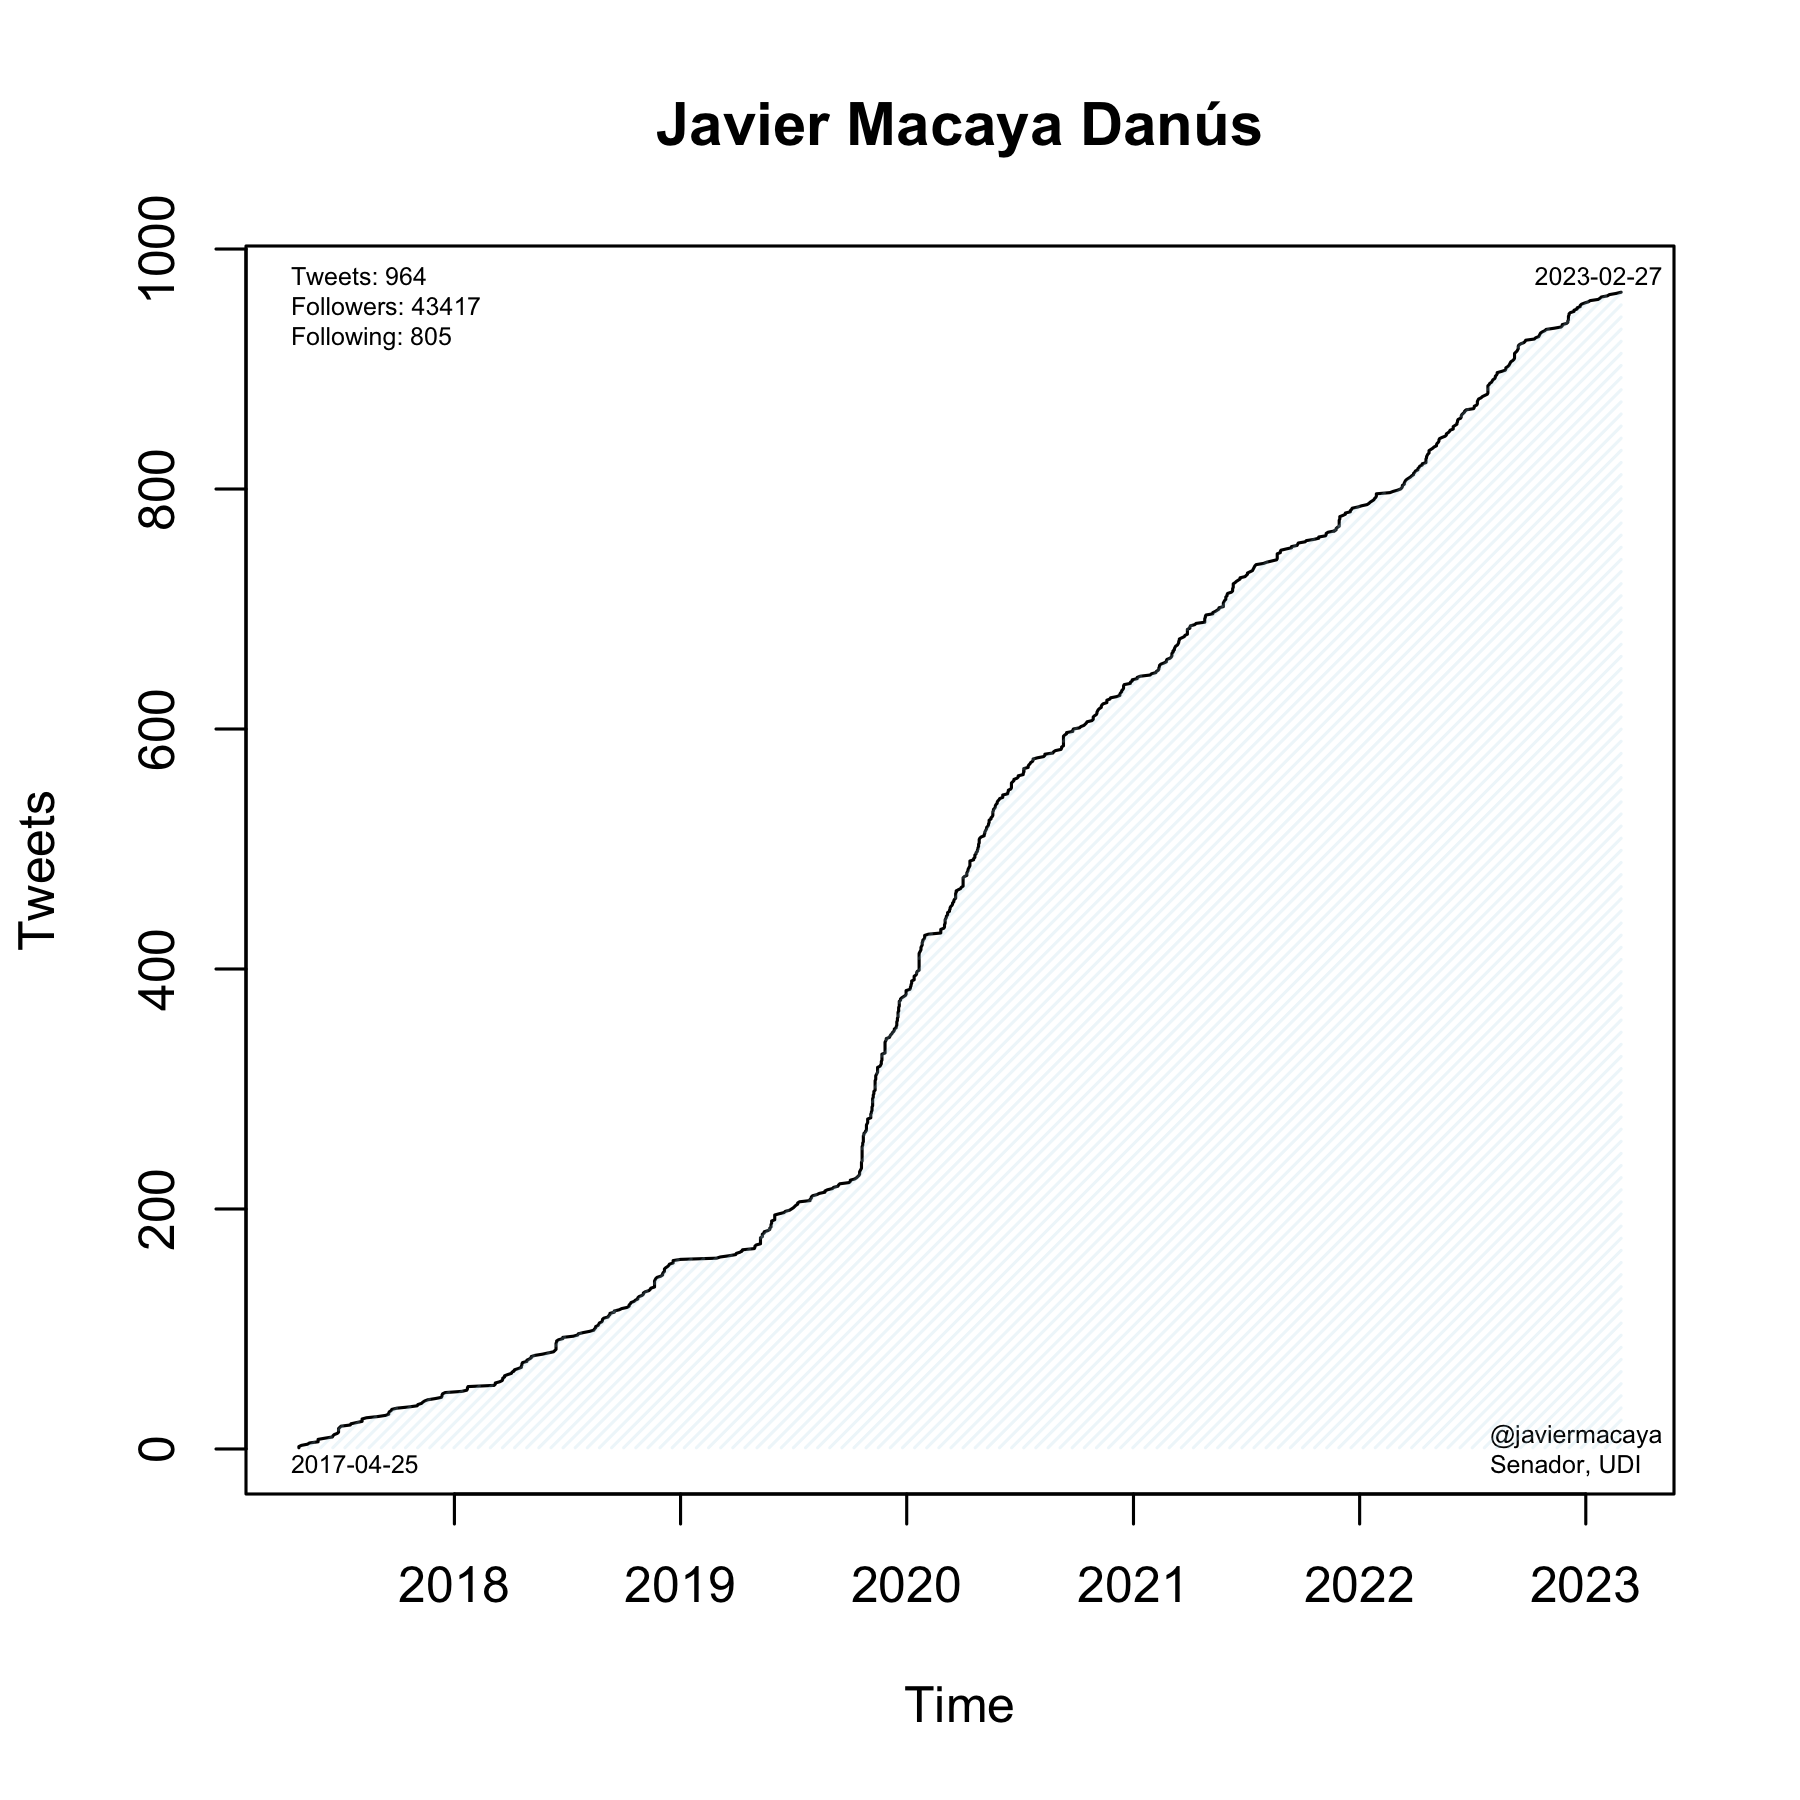 Javier Macaya Danús
Tweets: 964
Followers: 43417
Following: 805
2023-02-27
1000
800
600
400
200
0
Tweets
2017-04-25
@javiermacaya
Senador, UDI
2018
2019
2020
2021
2022
2023
Time